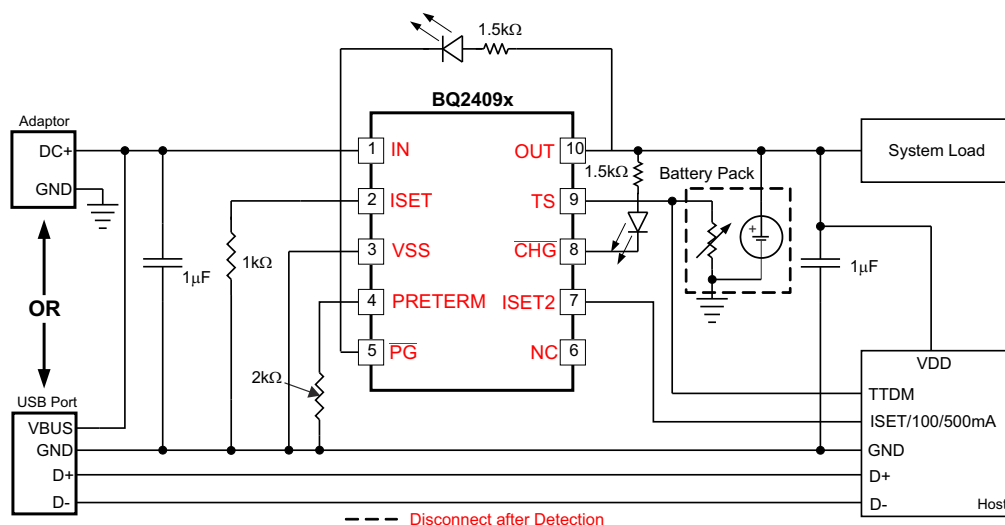 1.5kΩ
BQ2409x
Adaptor
DC+
GND
1
IN
2
ISET
3
VSS
4
PRETERM
5
PG
OUT
10
TS
9
CHG
8
ISET2
7
NC
6
1.5kΩ
Battery Pack
+
System Load
1μF
1kΩ
2kΩ
1μF
OR
USB Port
VBUS
GND
D+
D-
VDD
TTDM
ISET/100/500mA
GND
D+
D-
Host
Disconnect after Detection